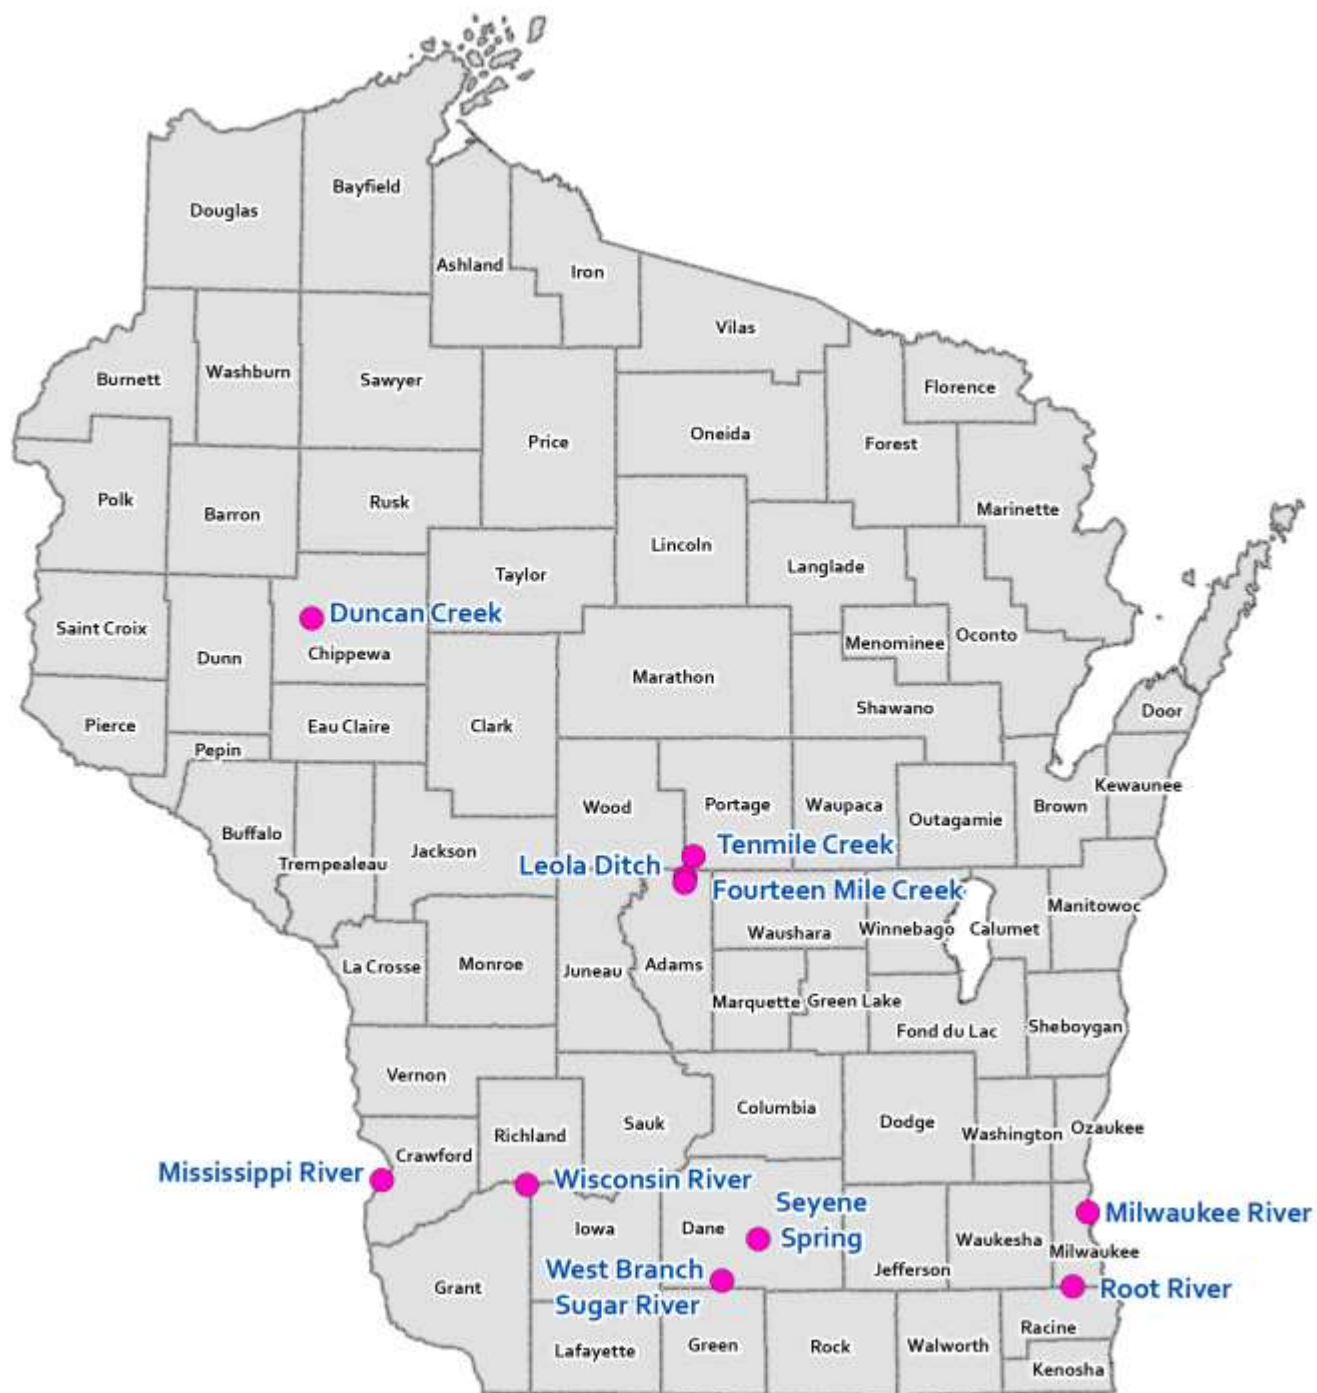 Bayfield
Douglas
Ashland
Iron
Vilas
Burnett
Washburn
Sawyer
Florence
Price
Oneida
Forest
Polk
Barron
Rusk
Marinette
Lincoln
Taylor
Langlade
Duncan Creek
Saint Croix
Dunn
Chippewa
Menominee
Oconto
Marathon
Shawano
Door
Pierce
Eau Claire
Clark
Pepin
Kewaunee
Wood
Portage
Waupaca
Brown
Outagamie
Buffalo
Trempealeau
Jackson
Tenmile Creek
Leola Ditch
Fourteen Mile Creek
Manitowoc
Waushara
Winnebago
Calumet
La Crosse
Monroe
Juneau
Adams
Marquette
Green Lake
Fond du Lac
Sheboygan
Vernon
Columbia
Sauk
Dodge
Richland
Washington
Ozaukee
Crawford
Mississippi River
Wisconsin River
Seyene
Spring
Milwaukee River
Iowa
Dane
Waukesha
Milwaukee
Jefferson
West Branch
Sugar River
Grant
Root River
Racine
Lafayette
Green
Rock
Walworth
Kenosha